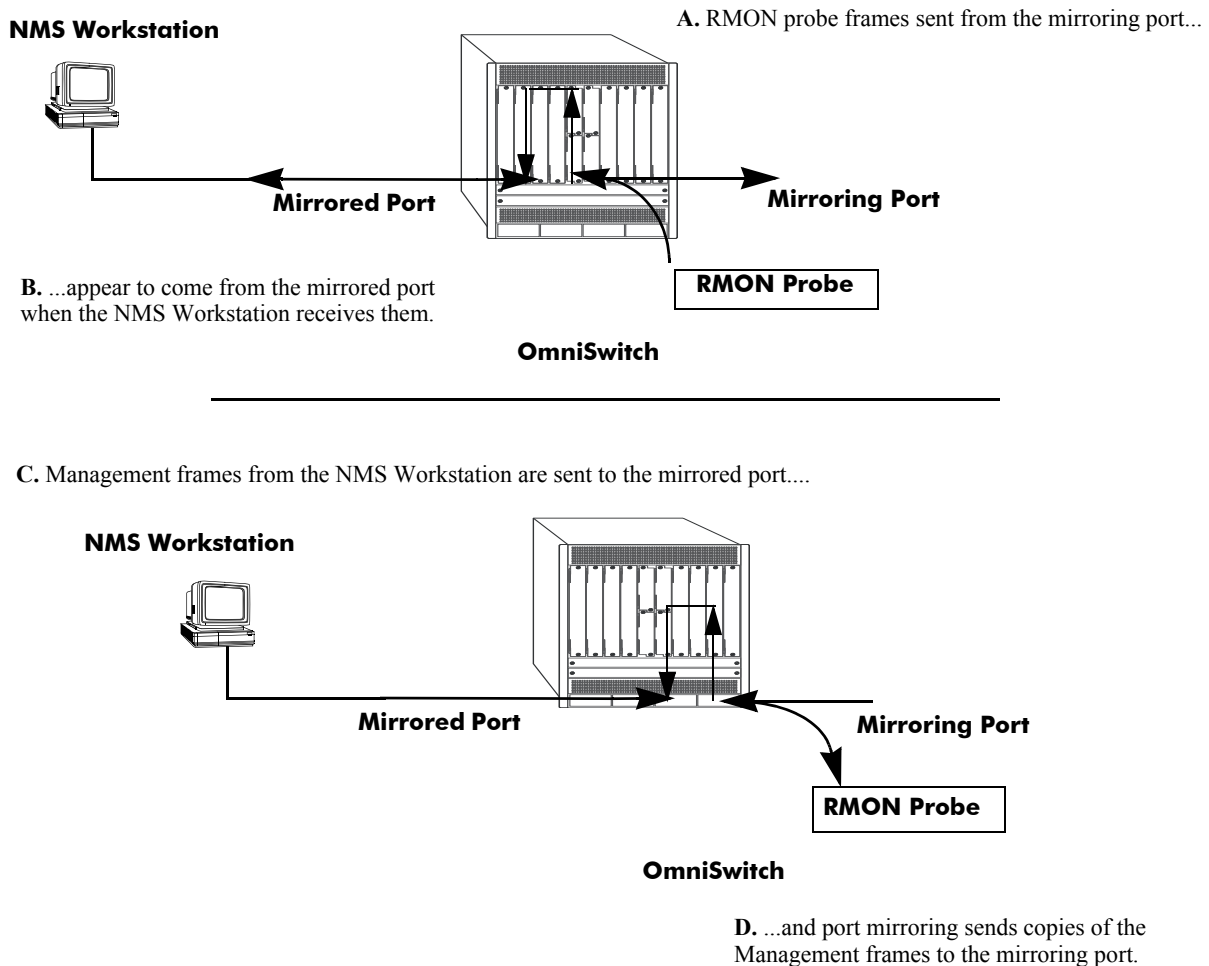 A. RMON probe frames sent from the mirroring port...
NMS Workstation
Mirrored Port
Mirroring Port
RMON Probe
B. ...appear to come from the mirrored port
when the NMS Workstation receives them.
OmniSwitch
C. Management frames from the NMS Workstation are sent to the mirrored port....
NMS Workstation
Mirrored Port
Mirroring Port
RMON Probe
OmniSwitch
D. ...and port mirroring sends copies of the
Management frames to the mirroring port.